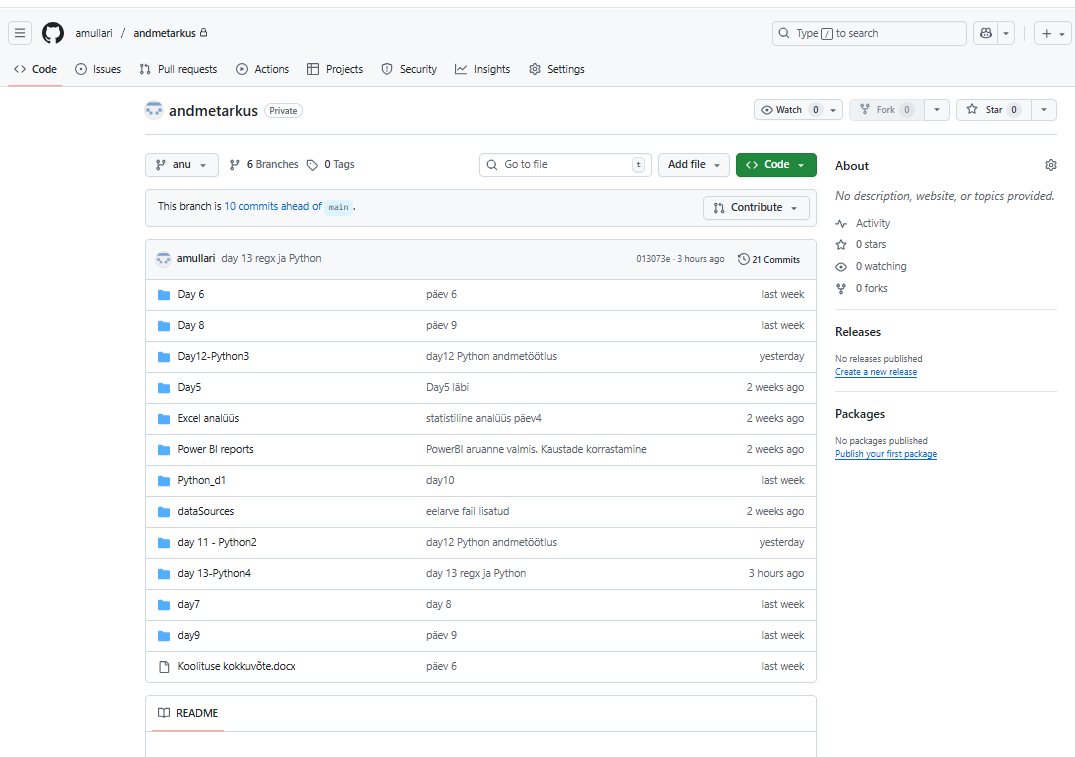 amullari / andmetarkus
Type / to search
Code Issues Pull requests Actions Projects Security Insights Settings
andmetarkus Private
Watch 0 Fork 0 Star 0
anu 6 Branches 0 Tags Go to file t Add file Code
This branch is 10 commits ahead of main .
Contribute
amullari day 13 regx ja Python 013073e · 3 hours ago 21 Commits
Day 6 päev 6 last week
Day 8 päev 9 last week
Day12-Python3 day12 Python andmetöötlus yesterday
Day5 Day5 läbi 2 weeks ago
Excel analüüs statistiline analüüs päev4 2 weeks ago
Power BI reports PowerBI aruanne valmis. Kaustade korrastamine 2 weeks ago
Python_d1 day10 last week
dataSources eelarve fail lisatud 2 weeks ago
day 11 - Python2 day12 Python andmetöötlus yesterday
day 13-Python4 day 13 regx ja Python 3 hours ago
day7 day 8 last week
day9 päev 9 last week
Koolituse kokkuvõte.docx päev 6 last week
README
About
No description, website, or topics provided.
Activity
0 stars
0 watching
0 forks
Releases
No releases published
Create a new release
Packages
No packages published
Publish your first package